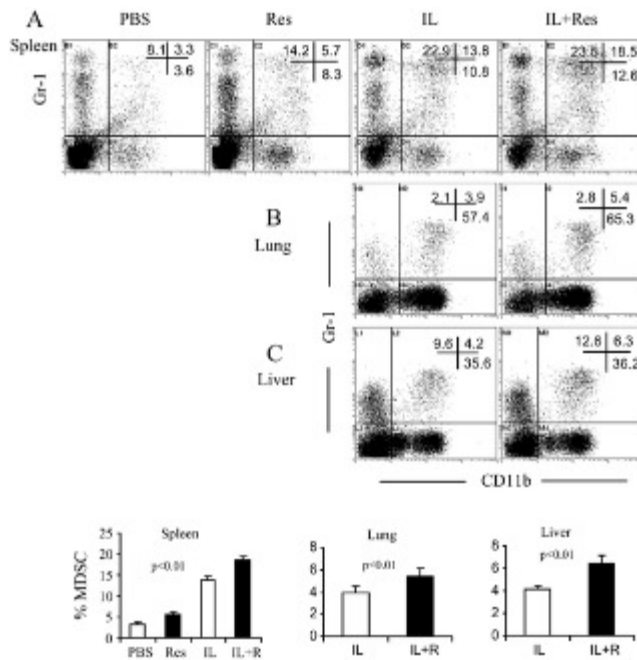 A PBS Res IL IL+Res
Spleen
Gr-1
8.1 3.3
3.6
14.2 5.7
8.3
22.9 13.8
10.8
23.6 18.5
12.6
B
Lung
2.1 3.9
57.4
2.8 5.4
65.3
Gr-1
C
Liver
9.6 4.2
35.6
12.8 6.3
36.2
CD11b
Spleen
p<0.01
% MDSC
25
20
15
10
5
0
PBS Res IL IL+R
Lung
p<0.01
8
6
4
2
0
IL IL+R
Liver
p<0.01
8
6
4
2
0
IL IL+R